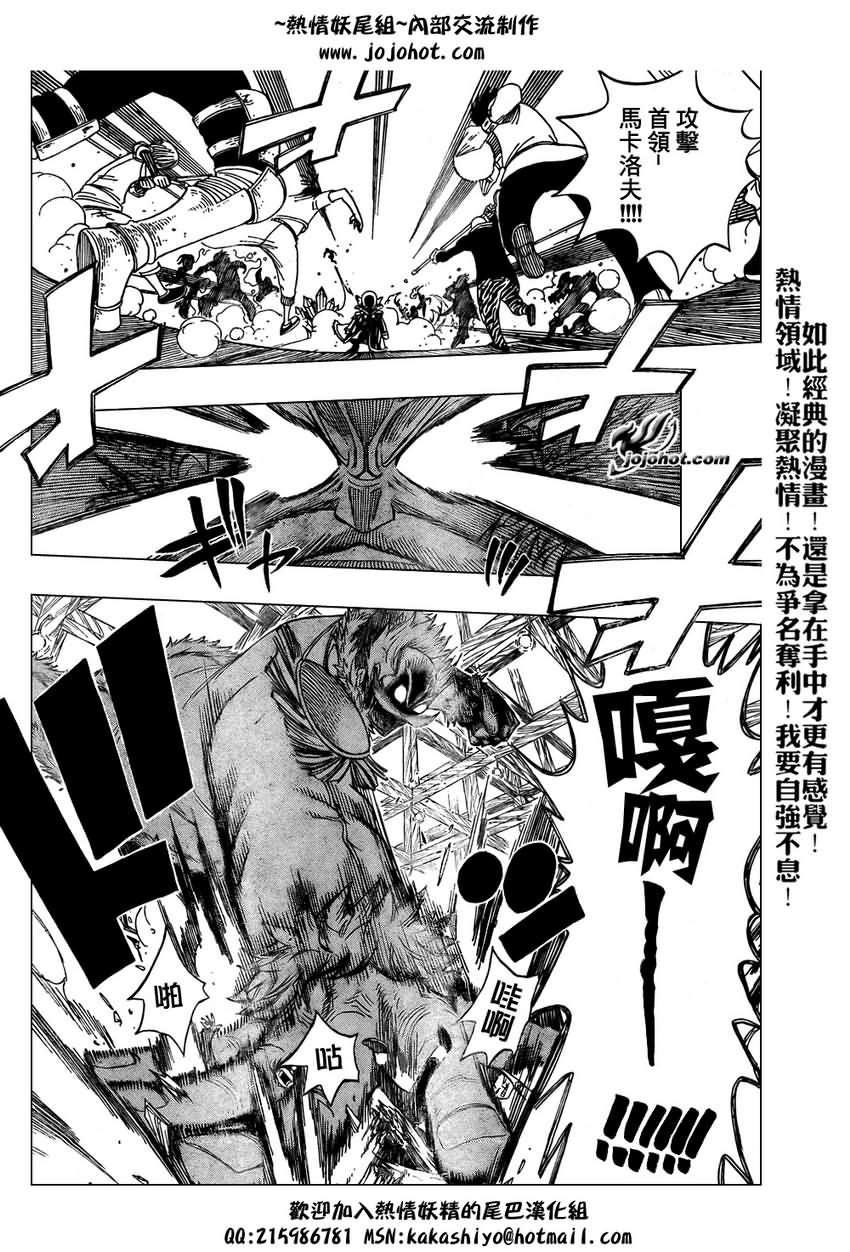 ~熱情妖尾組~內部交流制作
www.jojohot.com
攻擊
首領-
馬卡洛夫!!!!
jojohot.com
ギギッ
嘎啊ー!!!!!!
哇啊
咕
啪
如此經典的漫畫！還是拿在手中才更有感覺！
熱情領域！凝聚熱情！不為爭名奪利！我要自強不息！
歡迎加入熱情妖精的尾巴漢化組
QQ:215986781 MSN:kakashiyo@hotmail.com